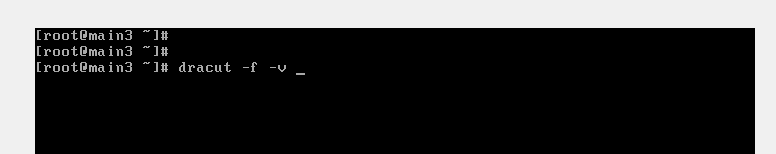 [root@main3 ~]#
[root@main3 ~]#
[root@main3 ~]# dracut -f -v _